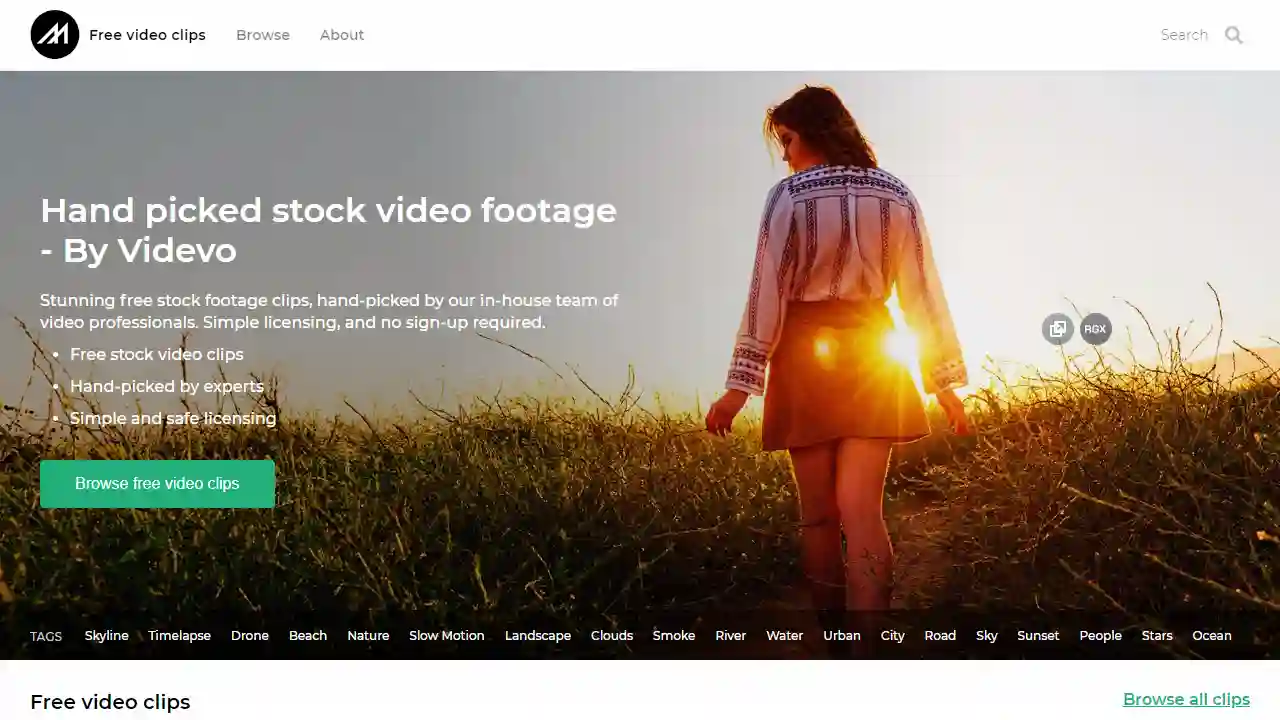 Free video clips
Browse
About
Search
Hand picked stock video footage
- By Videvo
Stunning free stock footage clips, hand-picked by our in-house team of
video professionals. Simple licensing, and no sign-up required.
• Free stock video clips
• Hand-picked by experts
• Simple and safe licensing
Browse free video clips
RGX
TAGS Skyline Timelapse Drone Beach Nature Slow Motion Landscape Clouds Smoke River Water Urban City Road Sky Sunset People Stars Ocean
Free video clips
Browse all clips